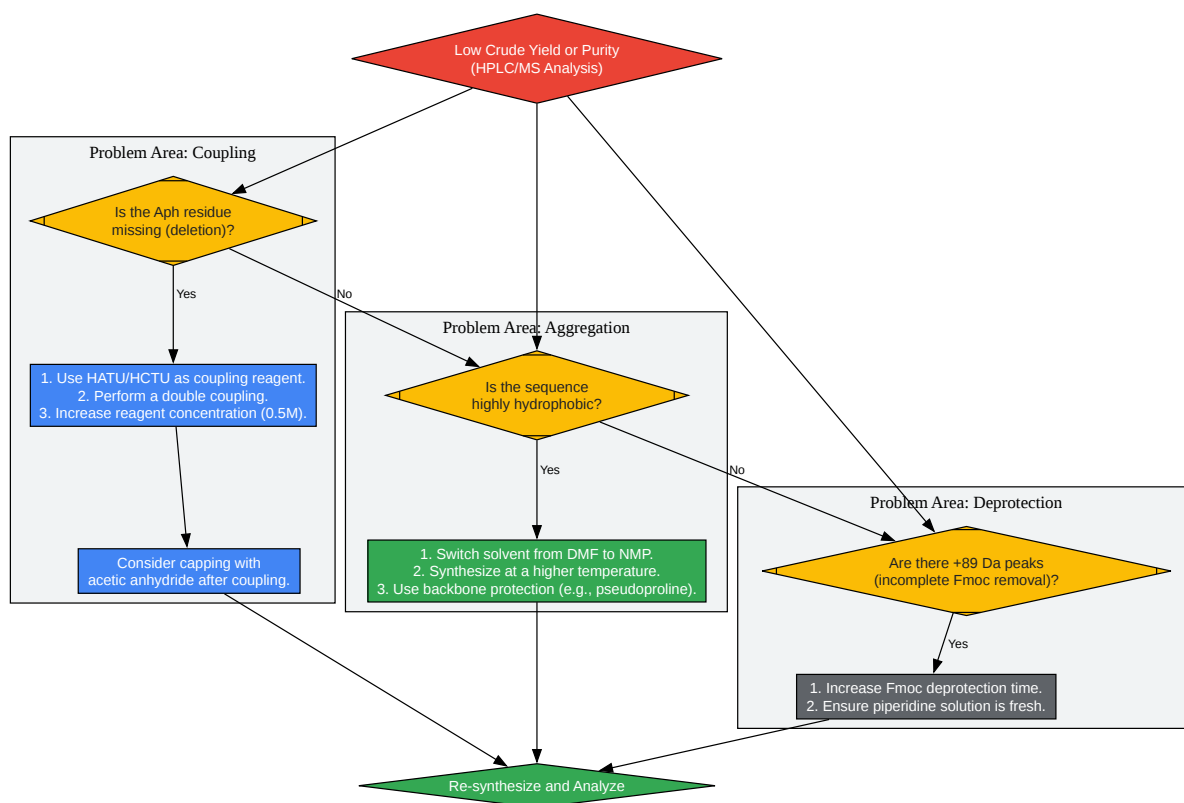 Low Crude Yield or Purity
(HPLC/MS Analysis)
Problem Area: Coupling
Is the Aph residue
missing (deletion)?
Yes
No
1. Use HATU/HCTU as coupling reagent.
2. Perform a double coupling.
3. Increase reagent concentration (0.5M).
Consider capping with
acetic anhydride after coupling.
Problem Area: Aggregation
Is the sequence
highly hydrophobic?
Yes
No
1. Switch solvent from DMF to NMP.
2. Synthesize at a higher temperature.
3. Use backbone protection (e.g., pseudoproline).
Problem Area: Deprotection
Are there +89 Da peaks
(incomplete Fmoc removal)?
Yes
1. Increase Fmoc deprotection time.
2. Ensure piperidine solution is fresh.
Re-synthesize and Analyze